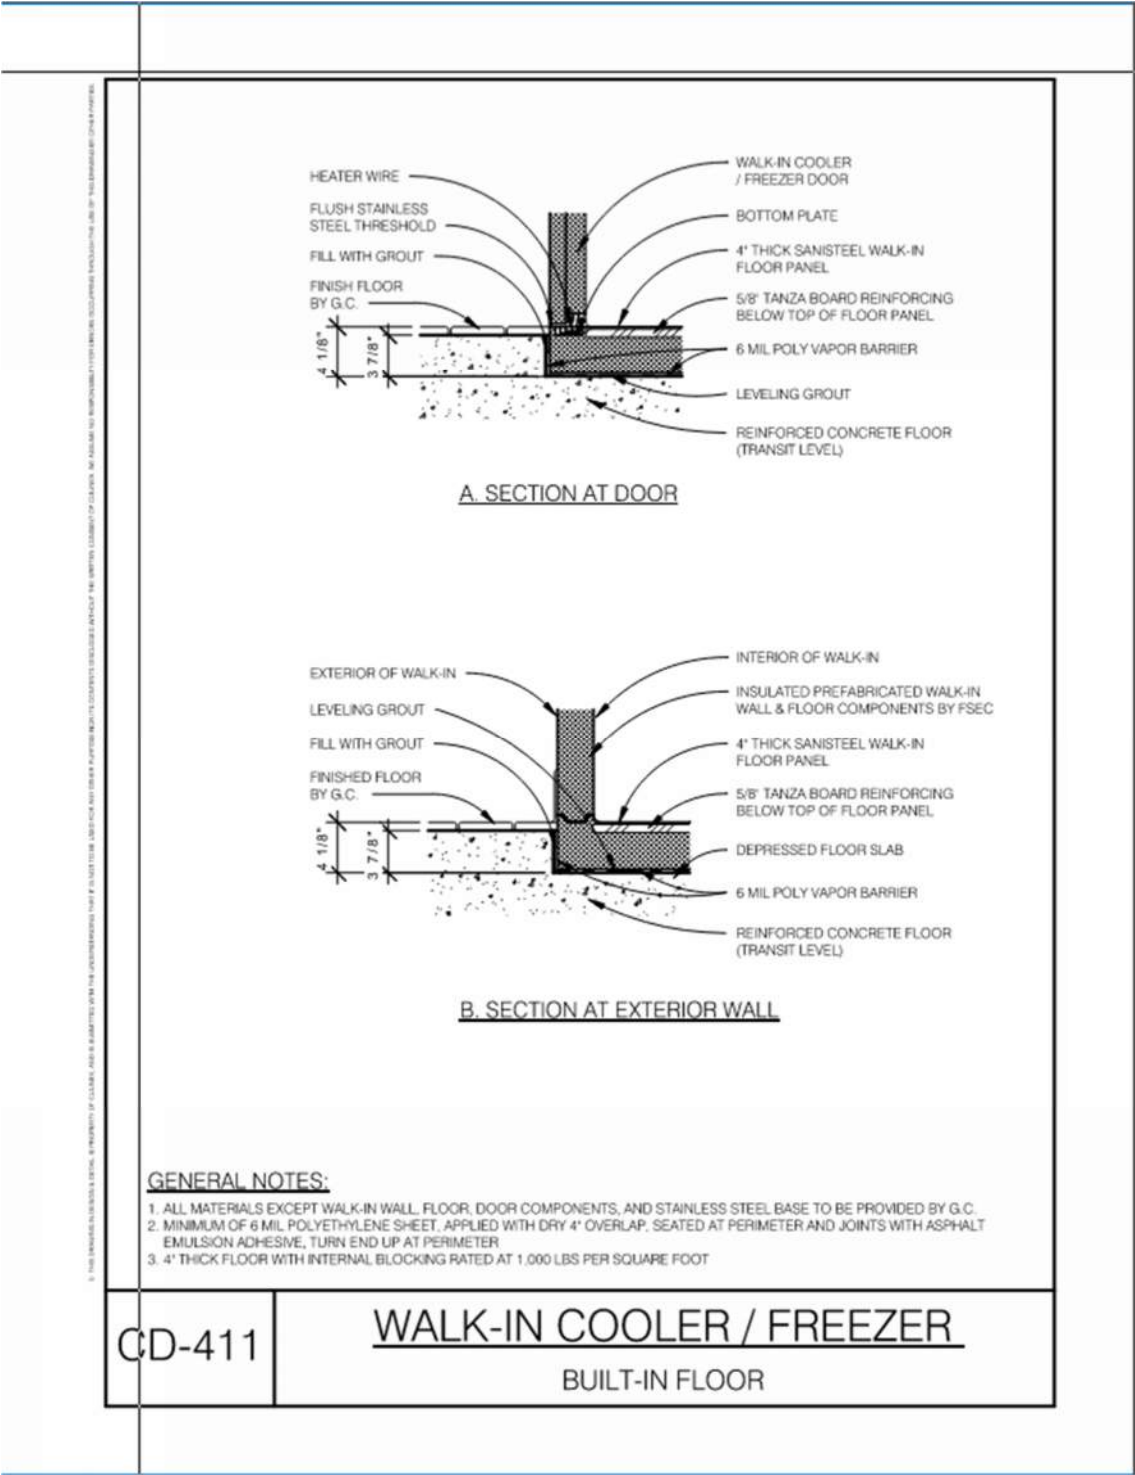 HEATER WIRE
FLUSH STAINLESS
STEEL THRESHOLD
FILL WITH GROUT
FINISH FLOOR
BY G.C.
4 1/8"
3 7/8"
WALK-IN COOLER
/ FREEZER DOOR
BOTTOM PLATE
4" THICK SANISTEEL WALK-IN
FLOOR PANEL
5/8" TANZA BOARD REINFORCING
BELOW TOP OF FLOOR PANEL
6 MIL POLY VAPOR BARRIER
LEVELING GROUT
REINFORCED CONCRETE FLOOR
(TRANSIT LEVEL)
A. SECTION AT DOOR
EXTERIOR OF WALK-IN
LEVELING GROUT
FILL WITH GROUT
FINISHED FLOOR
BY G.C.
4 1/8"
3 7/8"
INTERIOR OF WALK-IN
INSULATED PREFABRICATED WALK-IN
WALL & FLOOR COMPONENTS BY FSEC
4" THICK SANISTEEL WALK-IN
FLOOR PANEL
5/8" TANZA BOARD REINFORCING
BELOW TOP OF FLOOR PANEL
DEPRESSED FLOOR SLAB
6 MIL POLY VAPOR BARRIER
REINFORCED CONCRETE FLOOR
(TRANSIT LEVEL)
B. SECTION AT EXTERIOR WALL
GENERAL NOTES:
1. ALL MATERIALS EXCEPT WALK-IN WALL, FLOOR, DOOR COMPONENTS, AND STAINLESS STEEL BASE TO BE PROVIDED BY G.C.
2. MINIMUM OF 6 MIL POLYETHYLENE SHEET, APPLIED WITH DRY 4" OVERLAP, SEATED AT PERIMETER AND JOINTS WITH ASPHALT
EMULSION ADHESIVE, TURN END UP AT PERIMETER
3. 4" THICK FLOOR WITH INTERNAL BLOCKING RATED AT 1,000 LBS PER SQUARE FOOT
CD-411
WALK-IN COOLER / FREEZER
BUILT-IN FLOOR